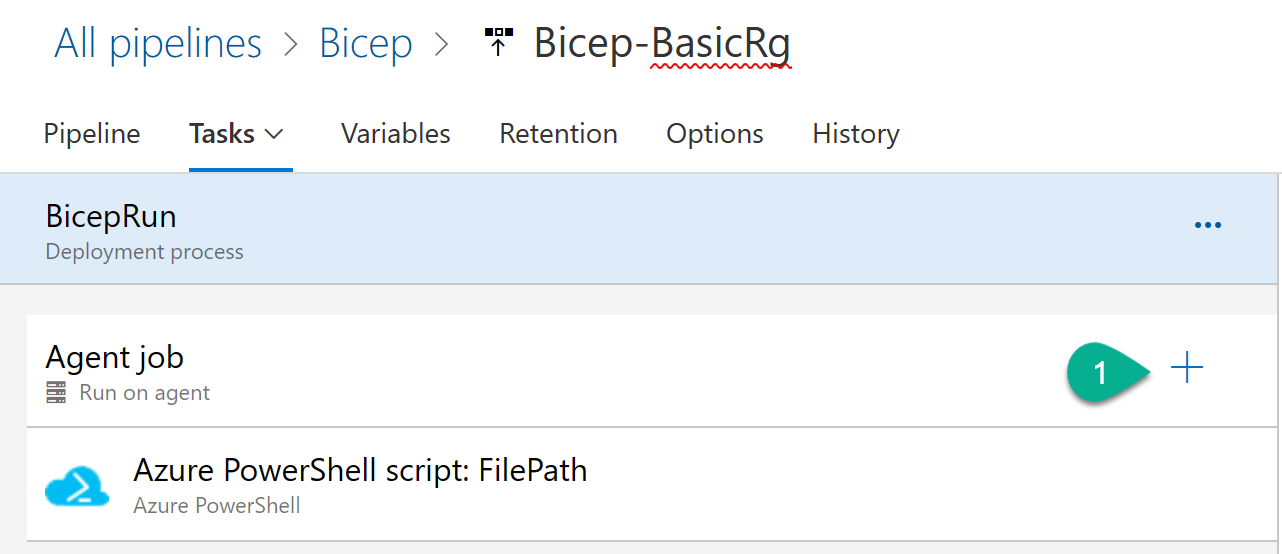 All pipelines > Bicep > Bicep-BasicRg
Pipeline Tasks Variables Retention Options History
BicepRun
Deployment process
Agent job
1
Run on agent
Azure PowerShell script: FilePath
Azure PowerShell